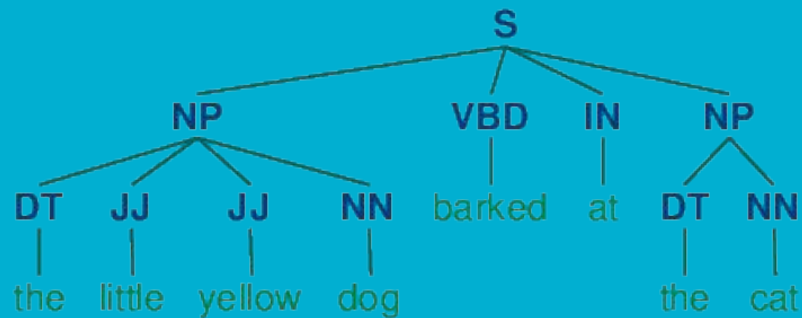 S
NP VBD IN NP
DT JJ JJ NN barked at DT NN
the little yellow dog the cat